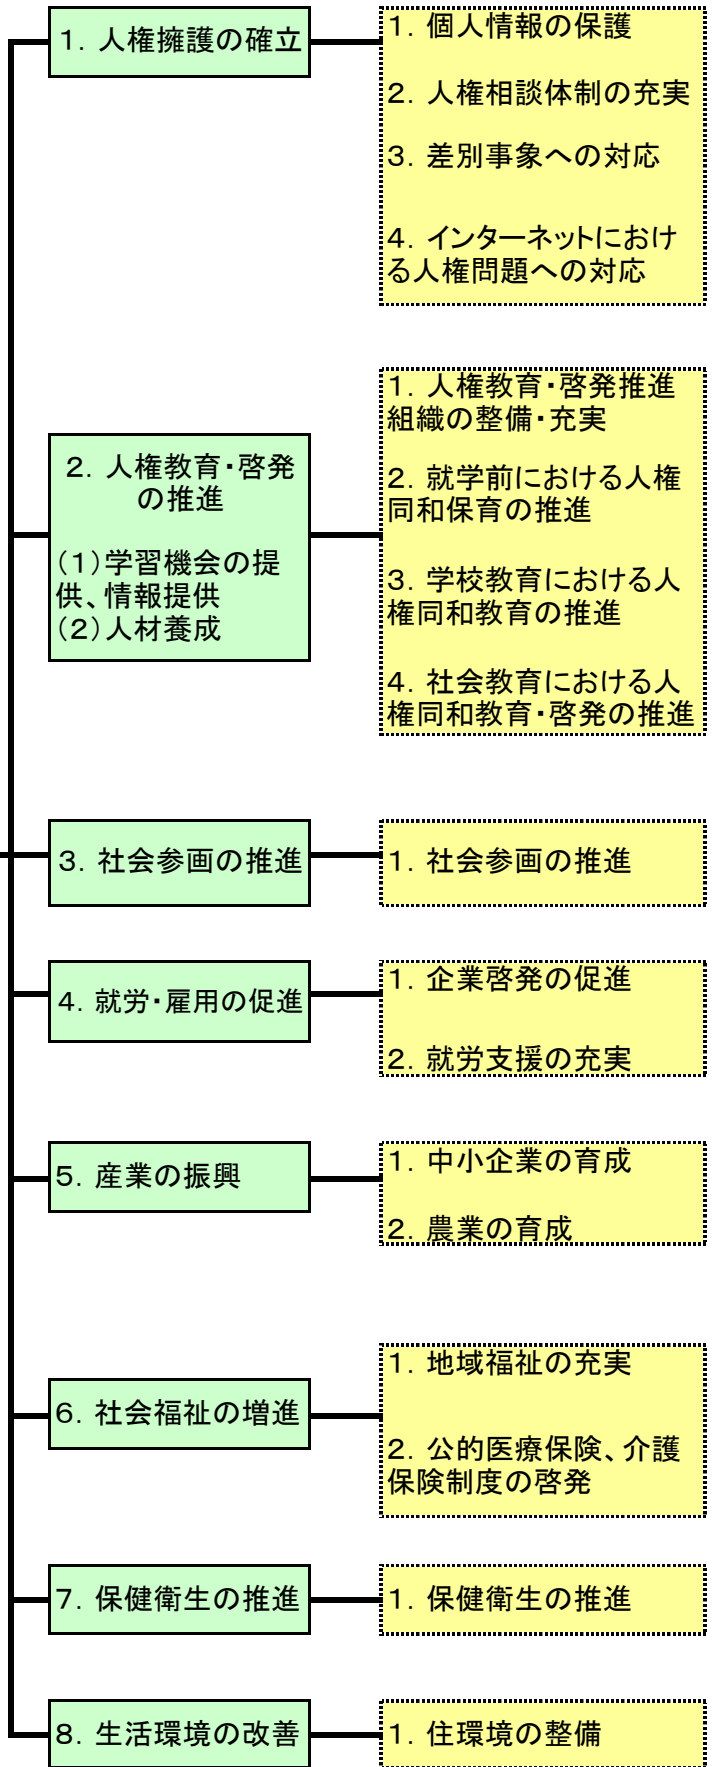 1．人権擁護の確立
1．個人情報の保護
2．人権相談体制の充実
3．差別事象への対応
4．インターネットにおけ
る人権問題への対応
2．人権教育・啓発
の推進
(1)学習機会の提
供、情報提供
(2)人材養成
1．人権教育・啓発推進
組織の整備・充実
2．就学前における人権
同和保育の推進
3．学校教育における人
権同和教育の推進
4．社会教育における人
権同和教育・啓発の推進
3．社会参画の推進
1．社会参画の推進
4．就労・雇用の促進
1．企業啓発の促進
2．就労支援の充実
5．産業の振興
1．中小企業の育成
2．農業の育成
6．社会福祉の増進
1．地域福祉の充実
2．公的医療保険、介護
保険制度の啓発
7．保健衛生の推進
1．保健衛生の推進
8．生活環境の改善
1．住環境の整備